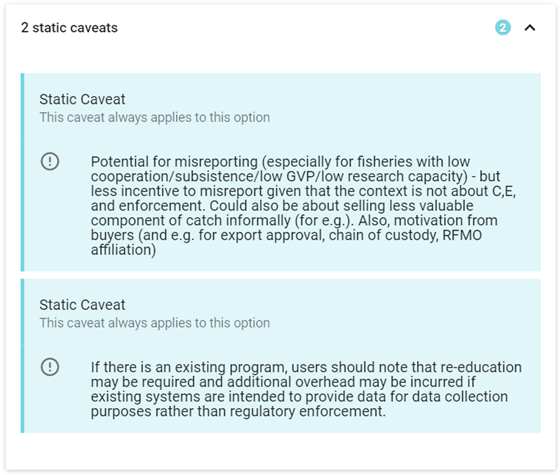 2 static caveats
2
Static Caveat
This caveat always applies to this option
Potential for misreporting (especially for fisheries with low
cooperation/subsistence/low GVP/low research capacity) - but
less incentive to misreport given that the context is not about C,E,
and enforcement. Could also be about selling less valuable
component of catch informally (for e.g.). Also, motivation from
buyers (and e.g. for export approval, chain of custody, RFMO
affiliation)
Static Caveat
This caveat always applies to this option
If there is an existing program, users should note that re-education
may be required and additional overhead may be incurred if
existing systems are intended to provide data for data collection
purposes rather than regulatory enforcement.